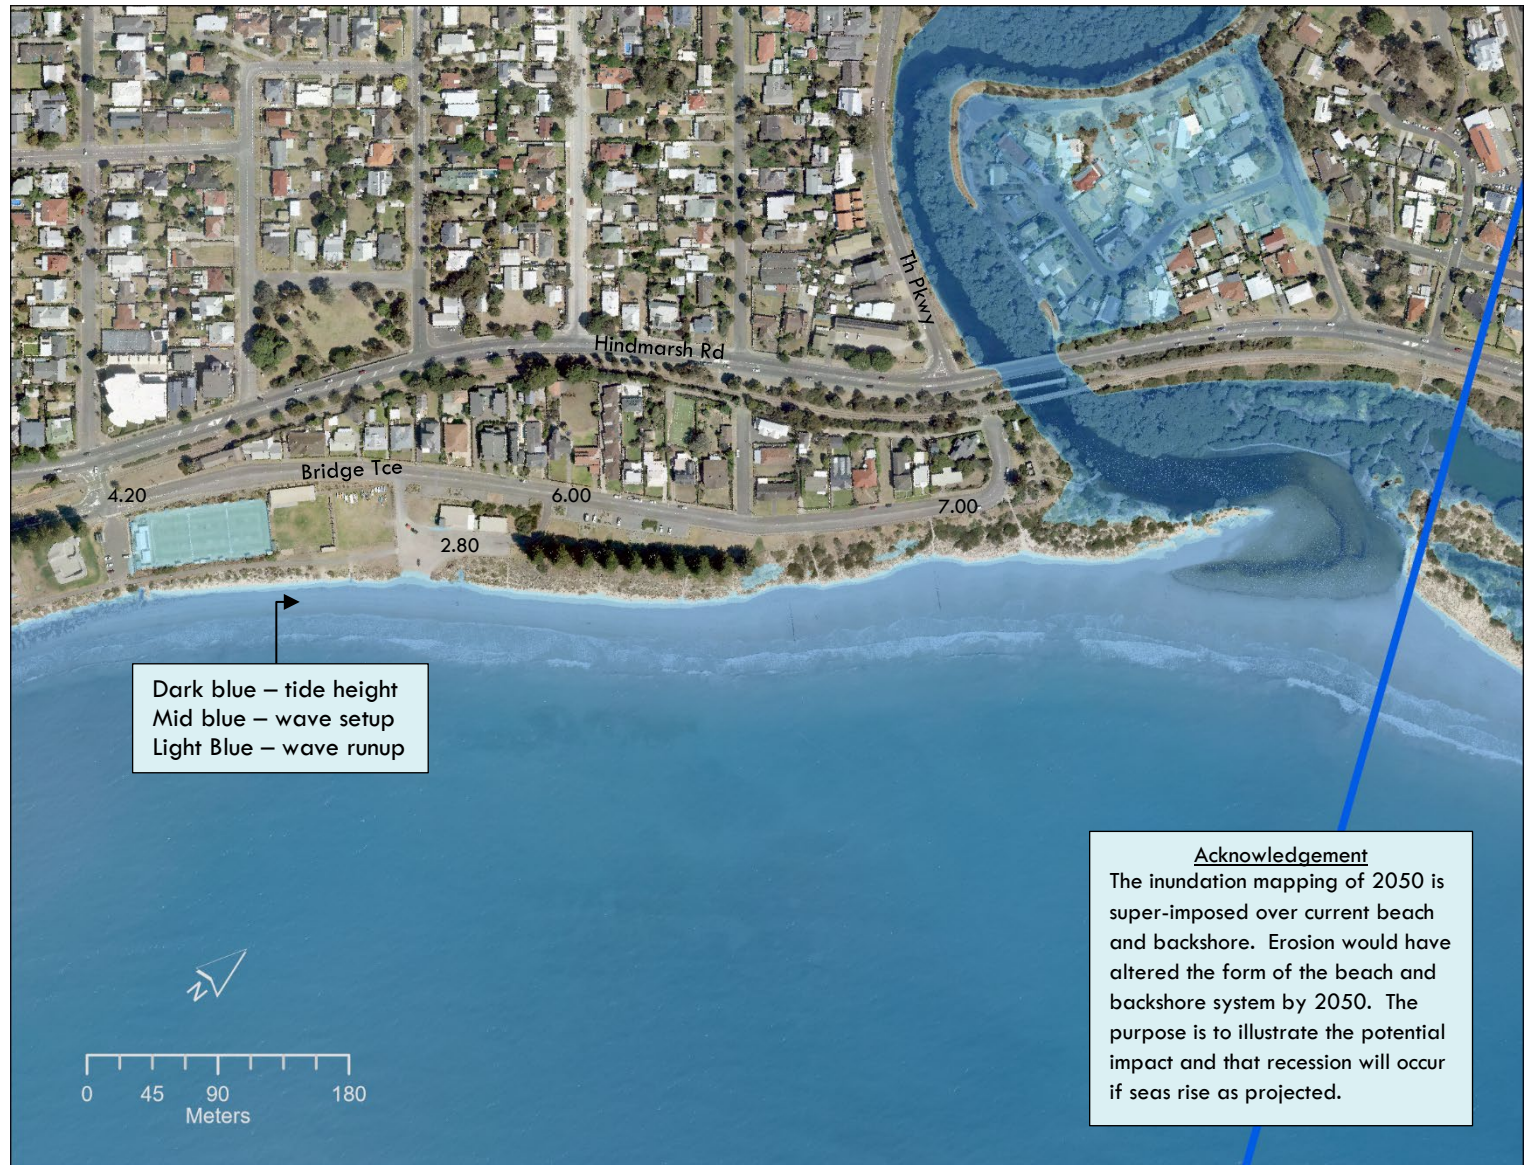 Th Pkwy
Hindmarsh Rd
Bridge Tce
4.20
6.00
7.00
2.80
Dark blue – tide height
Mid blue – wave setup
Light Blue – wave runup
Acknowledgement
The inundation mapping of 2050 is
super-imposed over current beach
and backshore.  Erosion would have
altered the form of the beach and
backshore system by 2050.  The
purpose is to illustrate the potential
impact and that recession will occur
if seas rise as projected.
N
0 45 90 180
Meters